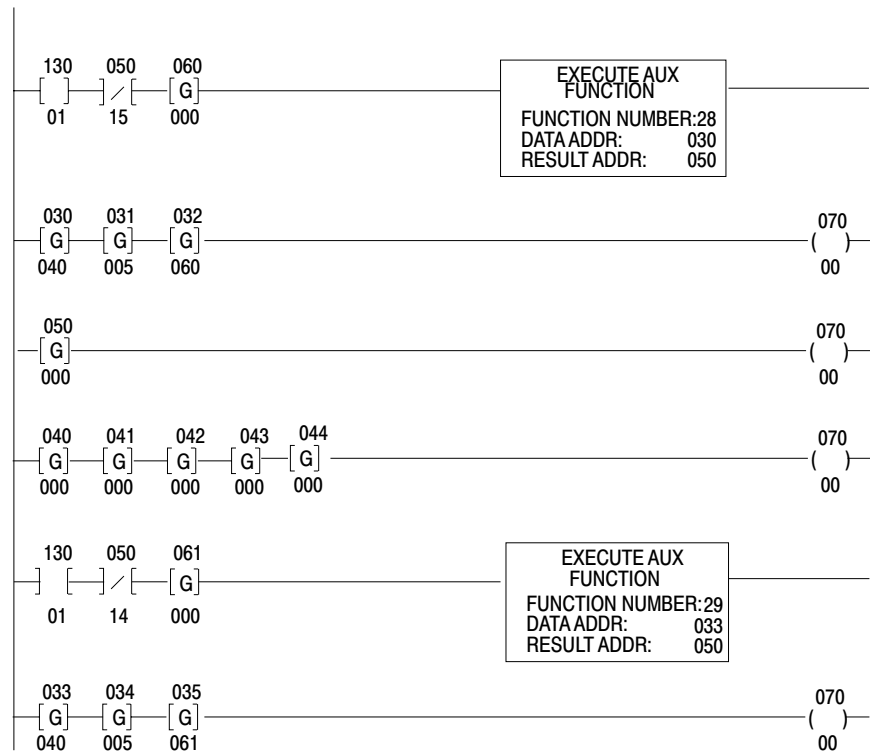 130 050 060
G
01 15 000
EXECUTE AUX
FUNCTION
FUNCTION NUMBER:28
DATA ADDR: 030
RESULT ADDR: 050
030 031 032
G G G
040 005 060
070
00
050
G
000
070
00
040 041 042 043 044
G G G G G
000 000 000 000 000
070
00
130 050 061
G
01 14 000
EXECUTE AUX
FUNCTION
FUNCTION NUMBER:29
DATA ADDR: 033
RESULT ADDR: 050
033 034 035
G G G
040 005 061
070
00